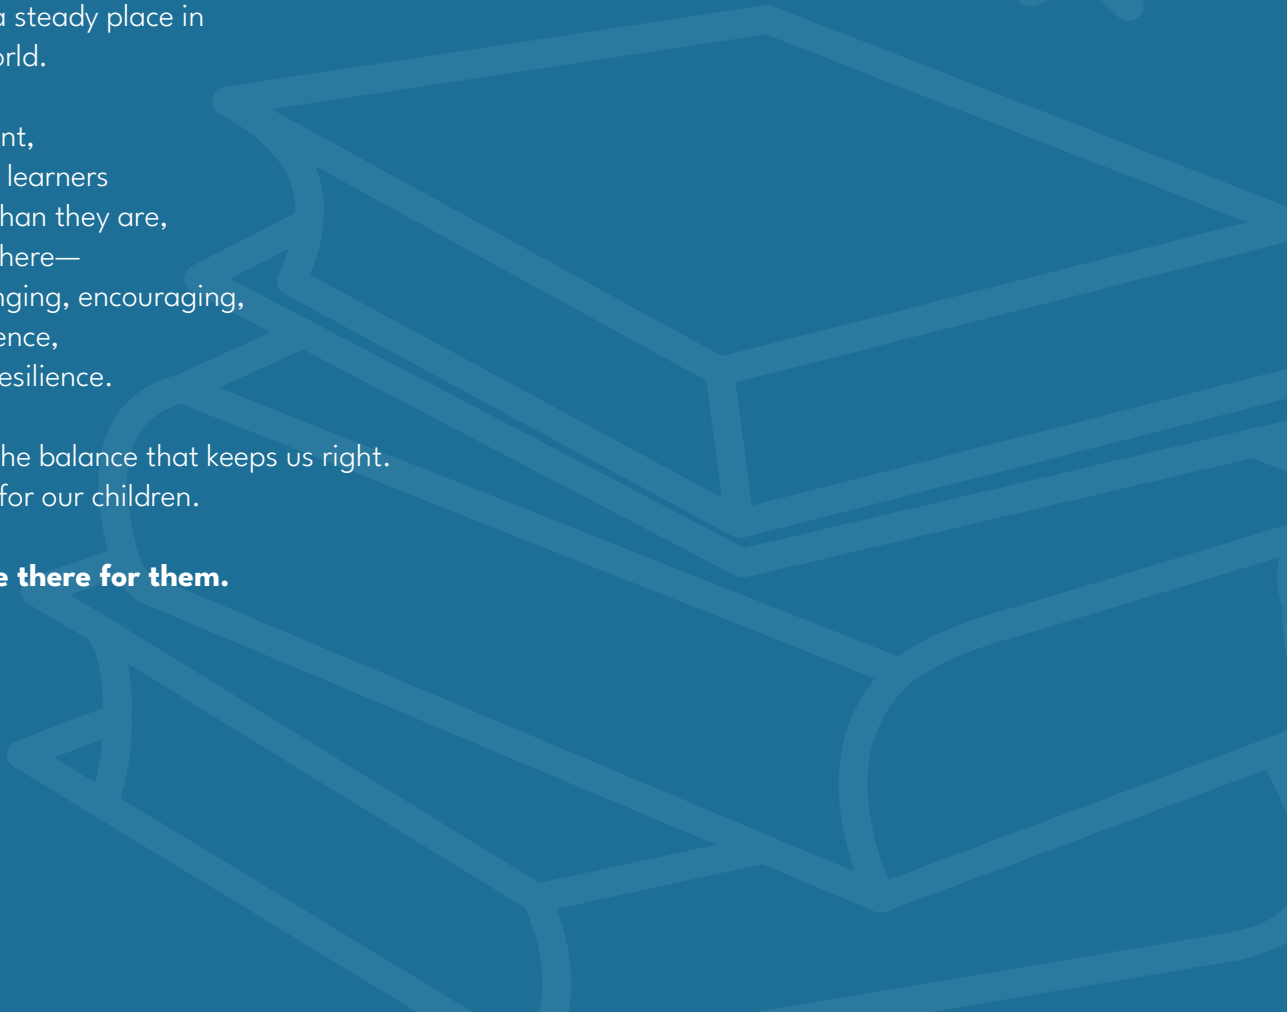 a steady place in
orld.
nt,
learners
han they are,
here—
nging, encouraging,
ence,
esilience.
he balance that keeps us right.
for our children.
e there for them.